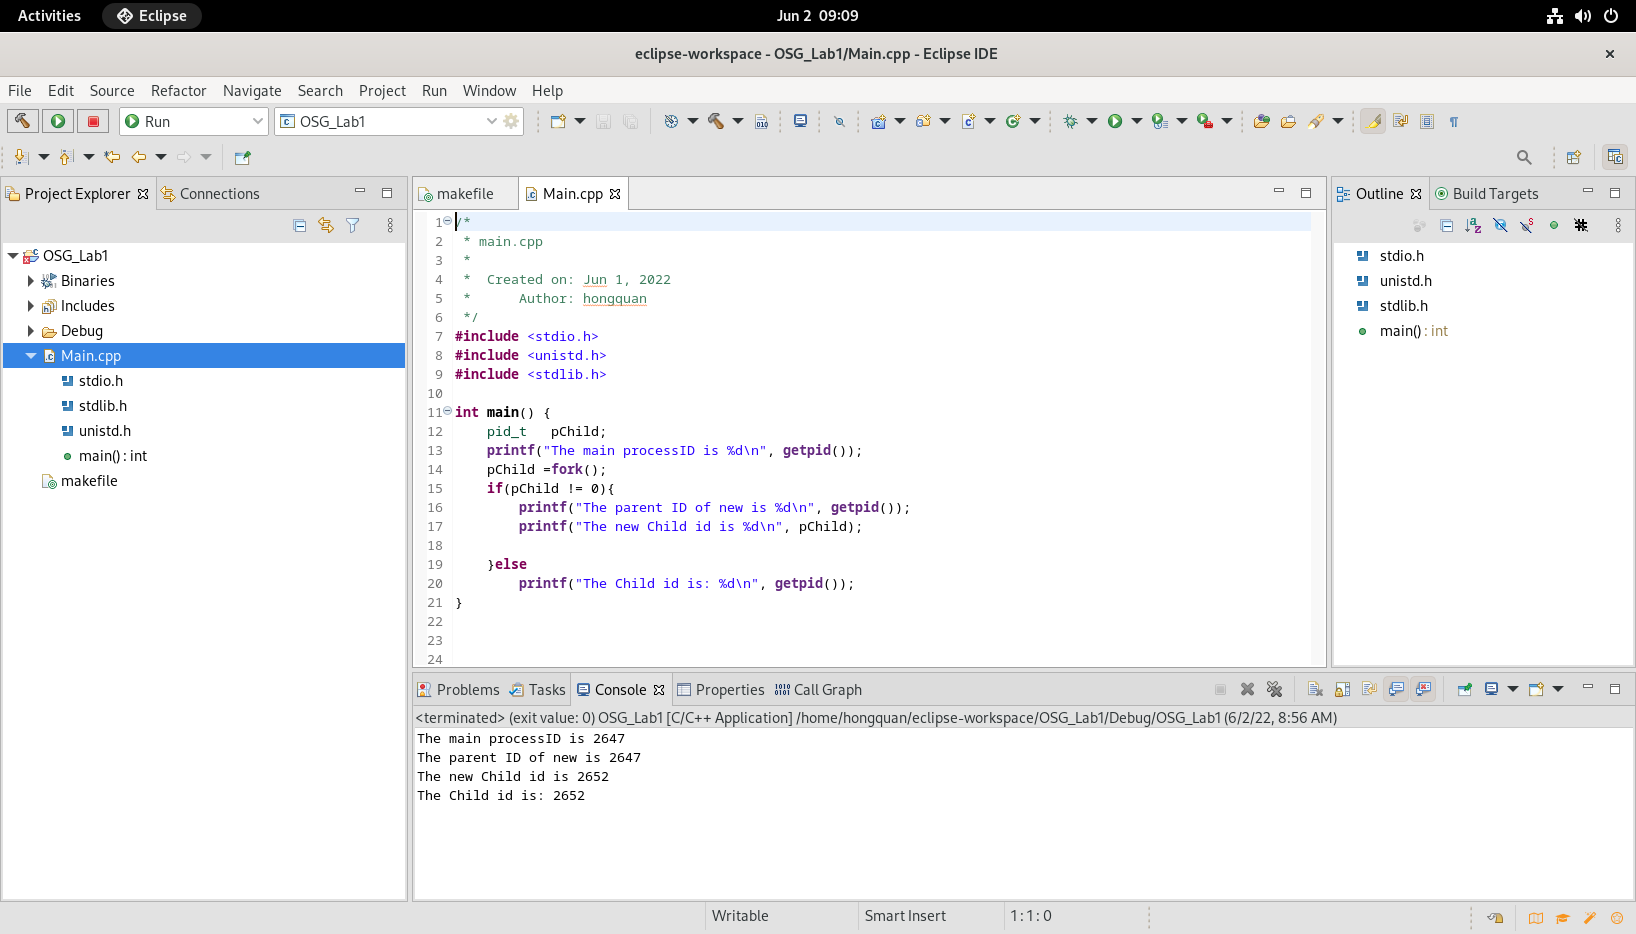 Activities Eclipse Jun 2 09:09
eclipse-workspace - OSG_Lab1/Main.cpp - Eclipse IDE
File Edit Source Refactor Navigate Search Project Run Window Help
Run OSG_Lab1
Project Explorer Connections
OSG_Lab1
Binaries
Includes
Debug
Main.cpp
stdio.h
stdlib.h
unistd.h
main() : int
makefile
makefile Main.cpp
1 /*
2  * main.cpp
3  *
4  *  Created on: Jun 1, 2022
5  *      Author: hongquan
6  */
7 #include <stdio.h>
8 #include <unistd.h>
9 #include <stdlib.h>
10
11 int main() {
12     pid_t   pChild;
13     printf("The main processID is %d\n", getpid());
14     pChild =fork();
15     if(pChild != 0){
16         printf("The parent ID of new is %d\n", getpid());
17         printf("The new Child id is %d\n", pChild);
18
19     }else
20         printf("The Child id is: %d\n", getpid());
21 }
22
23
24
Outline Build Targets
stdio.h
unistd.h
stdlib.h
main() : int
Problems Tasks Console Properties Call Graph
<terminated> (exit value: 0) OSG_Lab1 [C/C++ Application] /home/hongquan/eclipse-workspace/OSG_Lab1/Debug/OSG_Lab1 (6/2/22, 8:56 AM)
The main processID is 2647
The parent ID of new is 2647
The new Child id is 2652
The Child id is: 2652
Writable Smart Insert 1 : 1 : 0